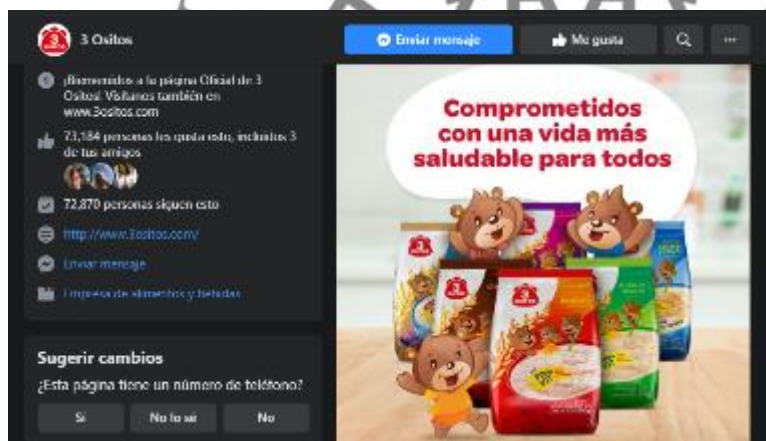 3 Ositos
Enviar mensaje
Me gusta
¡Bienvenidos a la página Oficial de 3
Ositos! Visítanos también en
www.3ositos.com
73,184 personas les gusta esto, incluidos 3
de tus amigos
72,870 personas siguen esto
http://www.3ositos.com/
Enviar mensaje
Empresa de alimentos y bebidas
Sugerir cambios
¿Esta página tiene un número de teléfono?
Sí
No lo sé
No
Comprometidos
con una vida más
saludable para todos
3
OSITOS